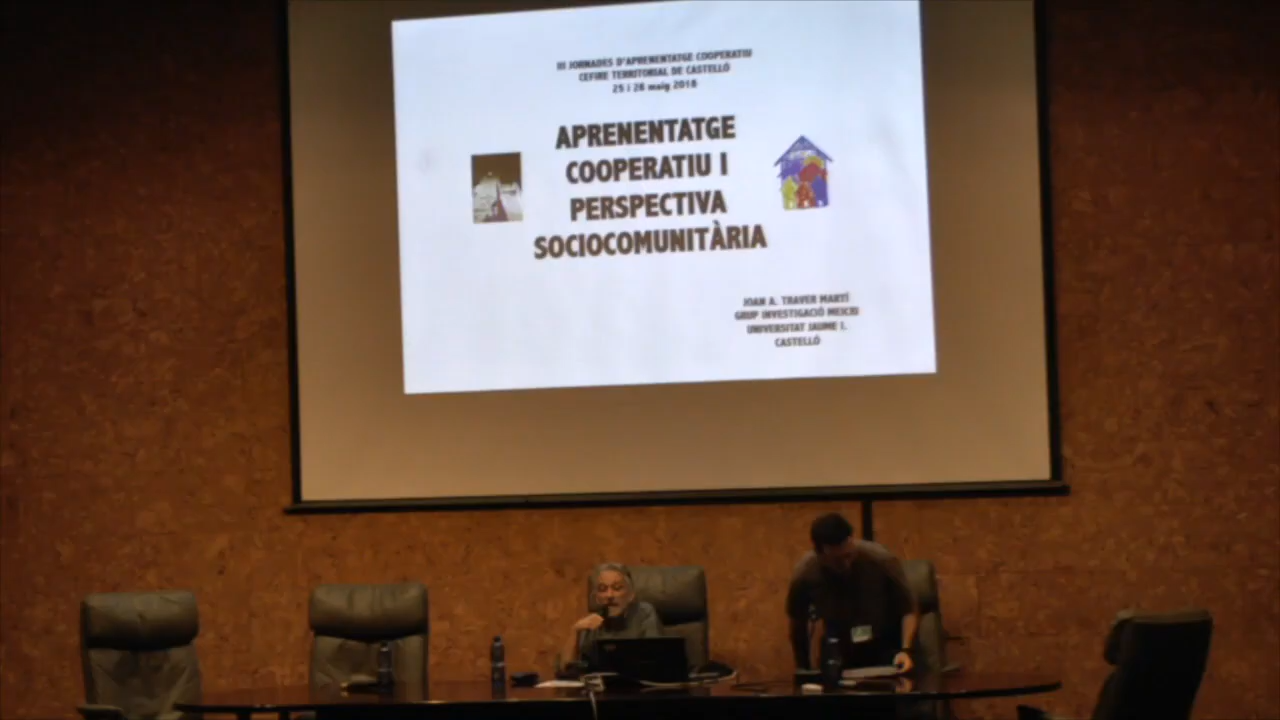 III JORNADES D'APRENENTATGE COOPERATIU
CEFIRE TERRITORIAL DE CASTELLÓ
25 i 26 maig 2018
APRENENTATGE
COOPERATIU I
PERSPECTIVA
SOCIOCOMUNITÀRIA
JOAN A. TRAVER MARTÍ
GRUP INVESTIGACIÓ MEICRI
UNIVERSITAT JAUME I.
CASTELLÓ